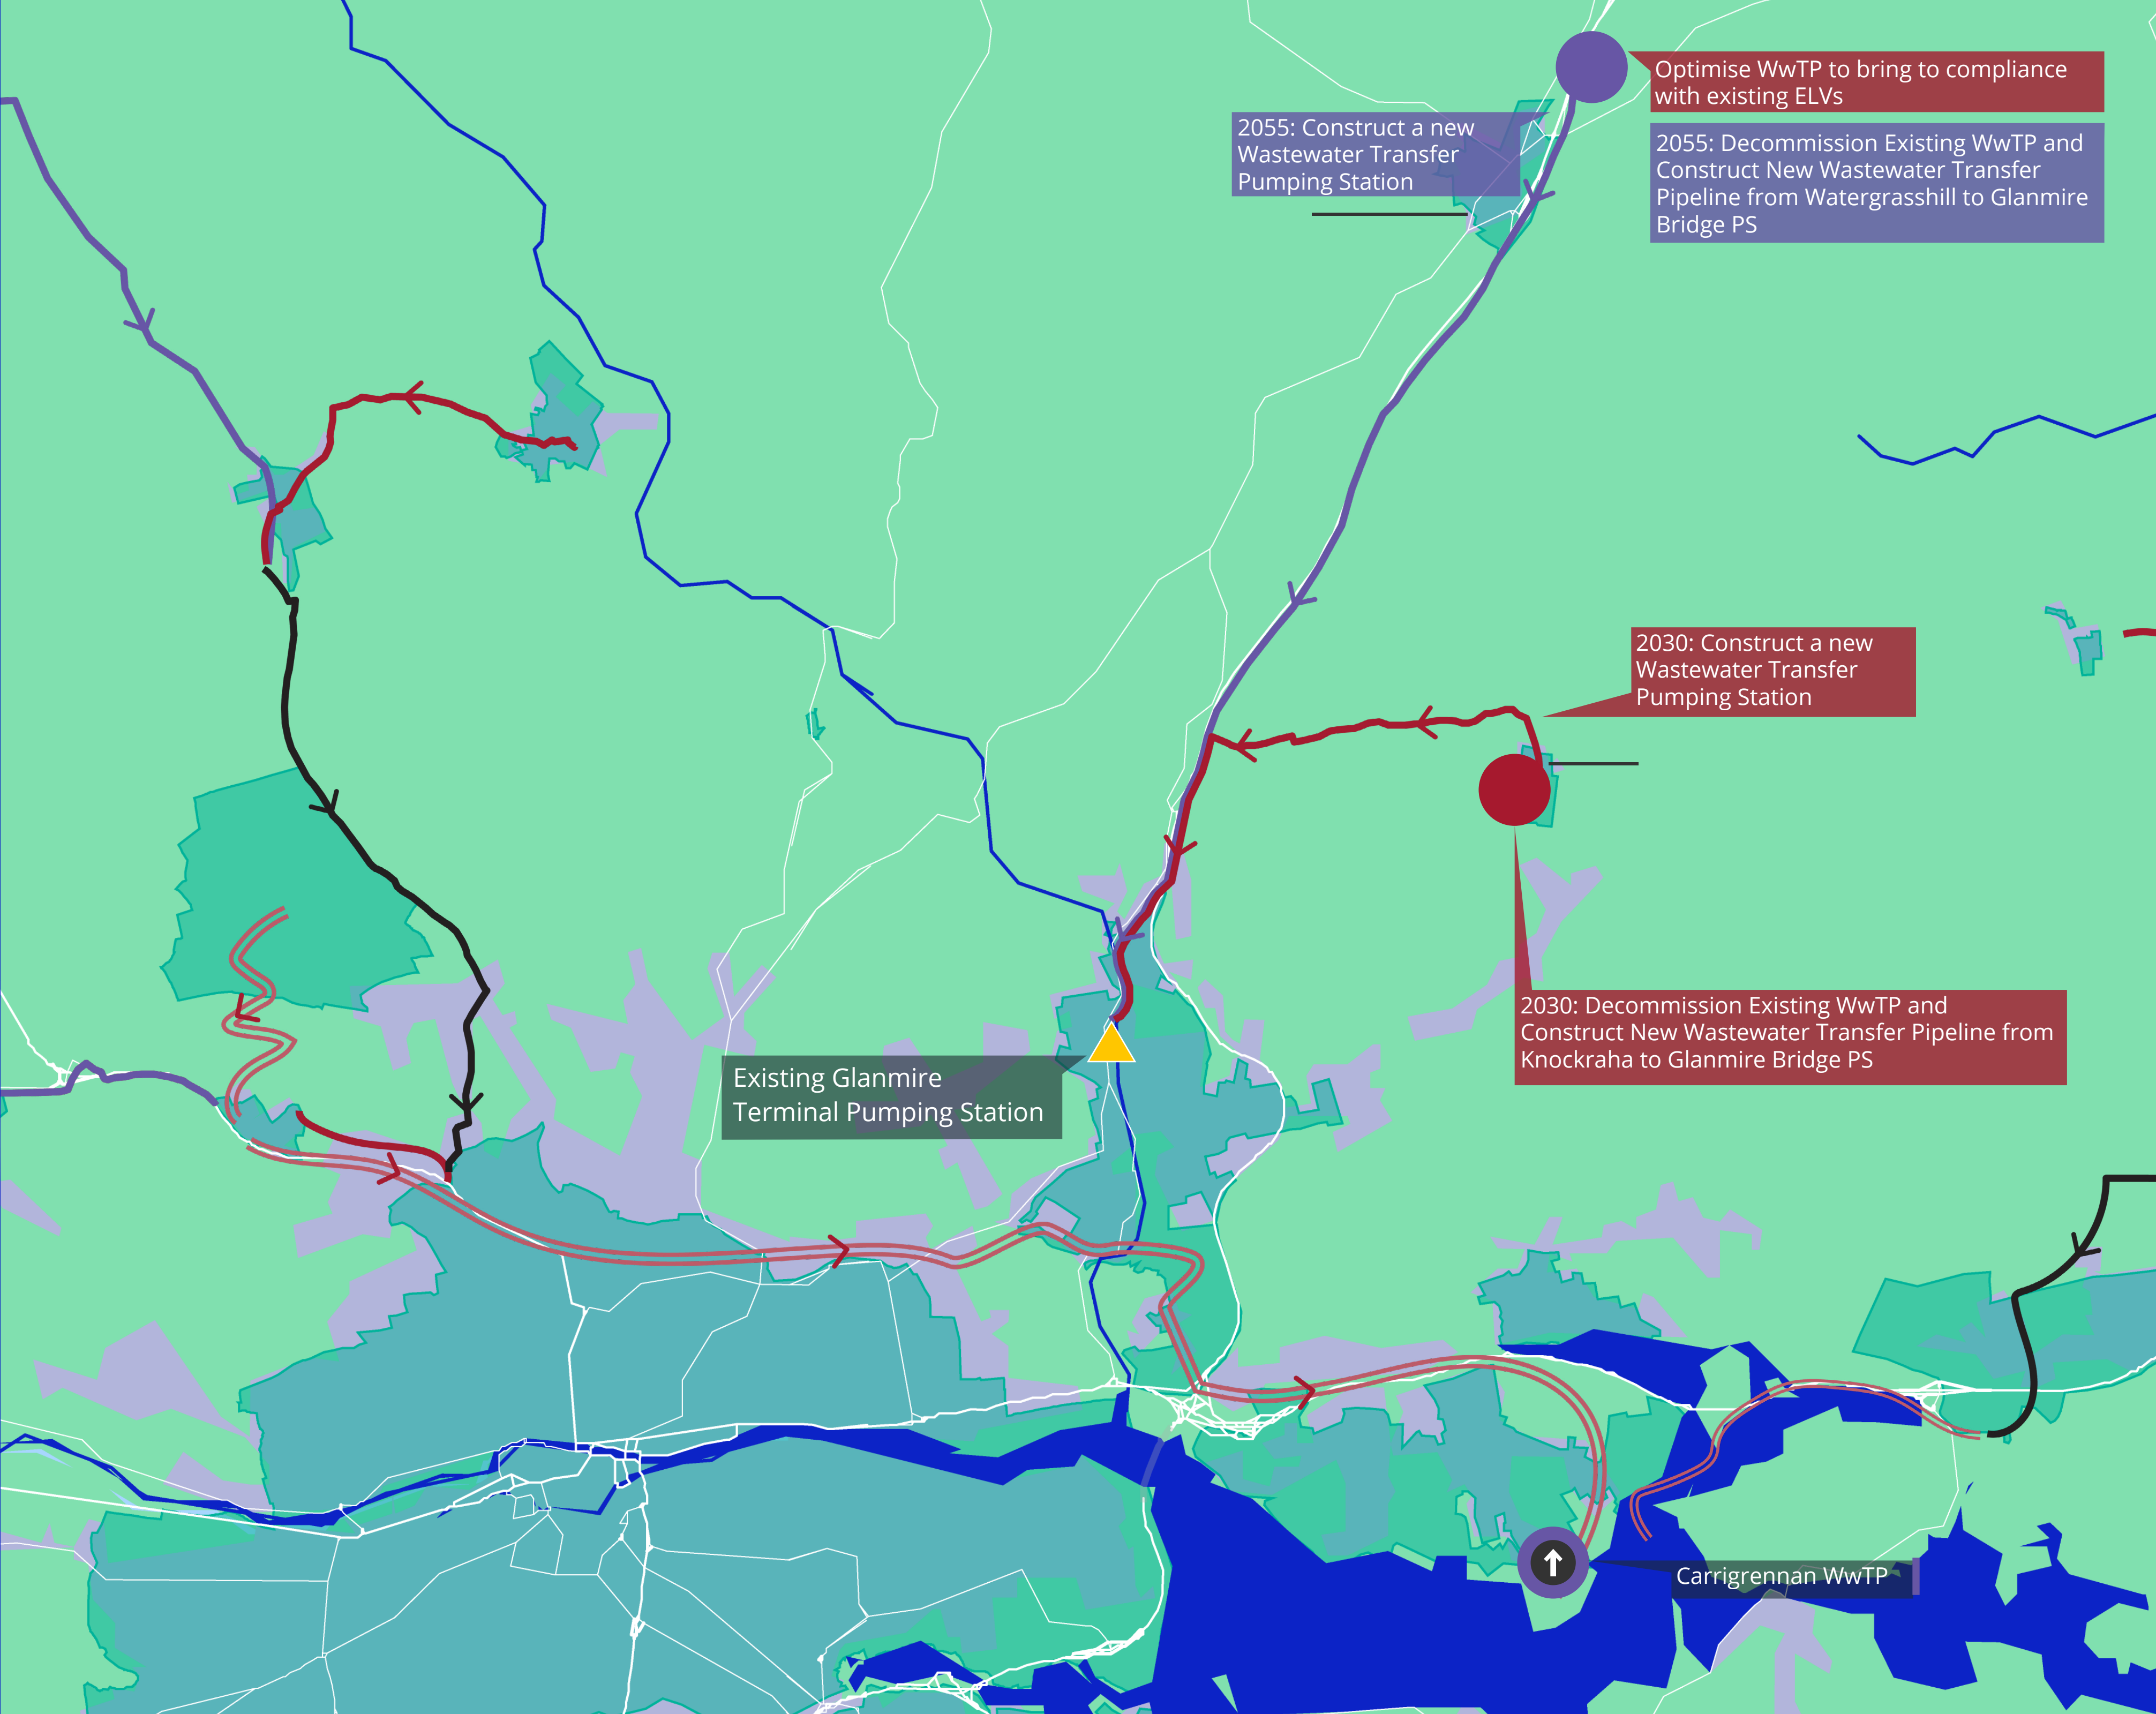 Optimise WwTP to bring to compliance
with existing ELVs
2055: Construct a new
Wastewater Transfer
Pumping Station
2055: Decommission Existing WwTP and
Construct New Wastewater Transfer
Pipeline from Watergrasshill to Glanmire
Bridge PS
2030: Construct a new
Wastewater Transfer
Pumping Station
2030: Decommission Existing WwTP and
Construct New Wastewater Transfer Pipeline from
Knockraha to Glanmire Bridge PS
Existing Glanmire
Terminal Pumping Station
Carrigrennan WwTP